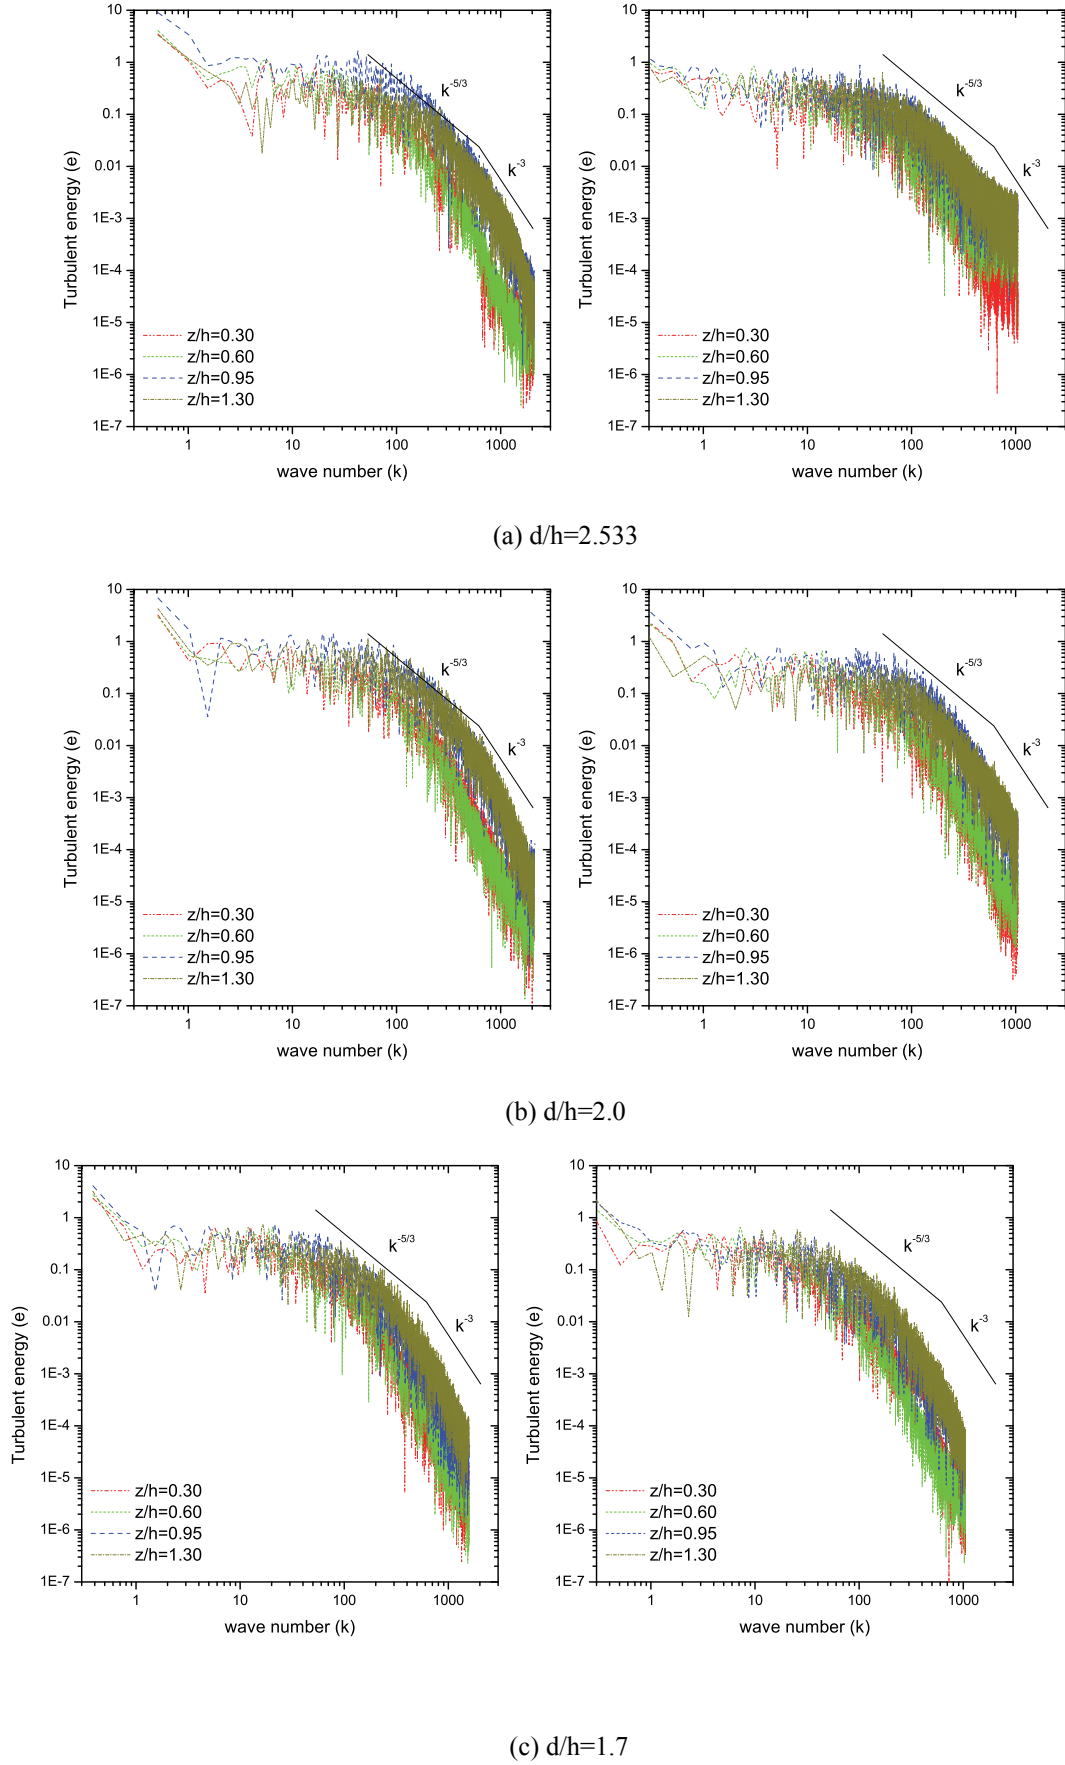 10
1
0.1
0.01
1E-3
1E-4
1E-5
1E-6
1E-7
Turbulent energy (e)
k-5/3
k-3
z/h=0.30
z/h=0.60
z/h=0.95
z/h=1.30
1 10 100 1000
wave number (k)
10
1
0.1
0.01
1E-3
1E-4
1E-5
1E-6
1E-7
Turbulent energy (e)
k-5/3
k-3
z/h=0.30
z/h=0.60
z/h=0.95
z/h=1.30
1 10 100 1000
wave number (k)
(a) d/h=2.533
10
1
0.1
0.01
1E-3
1E-4
1E-5
1E-6
1E-7
Turbulent energy (e)
k-5/3
k-3
z/h=0.30
z/h=0.60
z/h=0.95
z/h=1.30
1 10 100 1000
wave number (k)
10
1
0.1
0.01
1E-3
1E-4
1E-5
1E-6
1E-7
Turbulent energy (e)
k-5/3
k-3
z/h=0.30
z/h=0.60
z/h=0.95
z/h=1.30
1 10 100 1000
wave number (k)
(b) d/h=2.0
10
1
0.1
0.01
1E-3
1E-4
1E-5
1E-6
1E-7
Turbulent energy (e)
k-5/3
k-3
z/h=0.30
z/h=0.60
z/h=0.95
z/h=1.30
1 10 100 1000
wave number (k)
10
1
0.1
0.01
1E-3
1E-4
1E-5
1E-6
1E-7
Turbulent energy (e)
k-5/3
k-3
z/h=0.30
z/h=0.60
z/h=0.95
z/h=1.30
1 10 100 1000
wave number (k)
(c) d/h=1.7